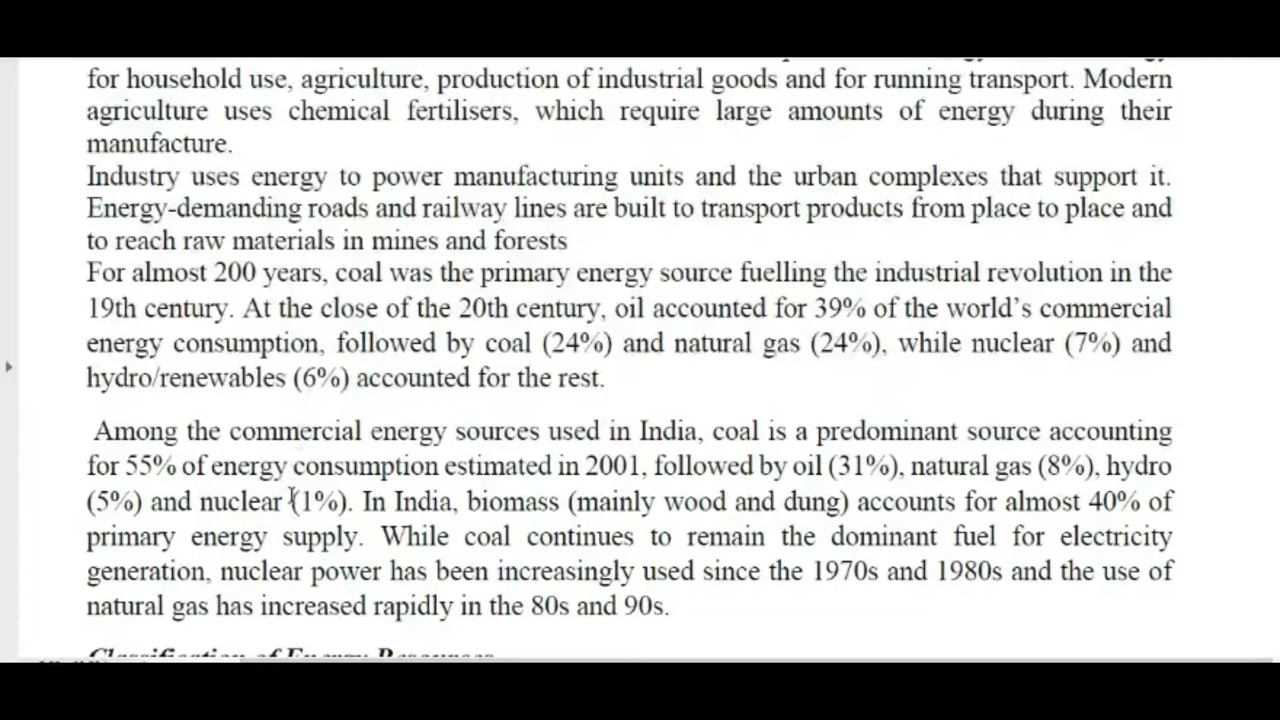 for household use, agriculture, production of industrial goods and for running transport. Modern
agriculture uses chemical fertilisers, which require large amounts of energy during their
manufacture.
Industry uses energy to power manufacturing units and the urban complexes that support it.
Energy-demanding roads and railway lines are built to transport products from place to place and
to reach raw materials in mines and forests
For almost 200 years, coal was the primary energy source fuelling the industrial revolution in the
19th century. At the close of the 20th century, oil accounted for 39% of the world’s commercial
energy consumption, followed by coal (24%) and natural gas (24%), while nuclear (7%) and
hydro/renewables (6%) accounted for the rest.
Among the commercial energy sources used in India, coal is a predominant source accounting
for 55% of energy consumption estimated in 2001, followed by oil (31%), natural gas (8%), hydro
(5%) and nuclear (1%). In India, biomass (mainly wood and dung) accounts for almost 40% of
primary energy supply. While coal continues to remain the dominant fuel for electricity
generation, nuclear power has been increasingly used since the 1970s and 1980s and the use of
natural gas has increased rapidly in the 80s and 90s.
Classification of Energy Resources